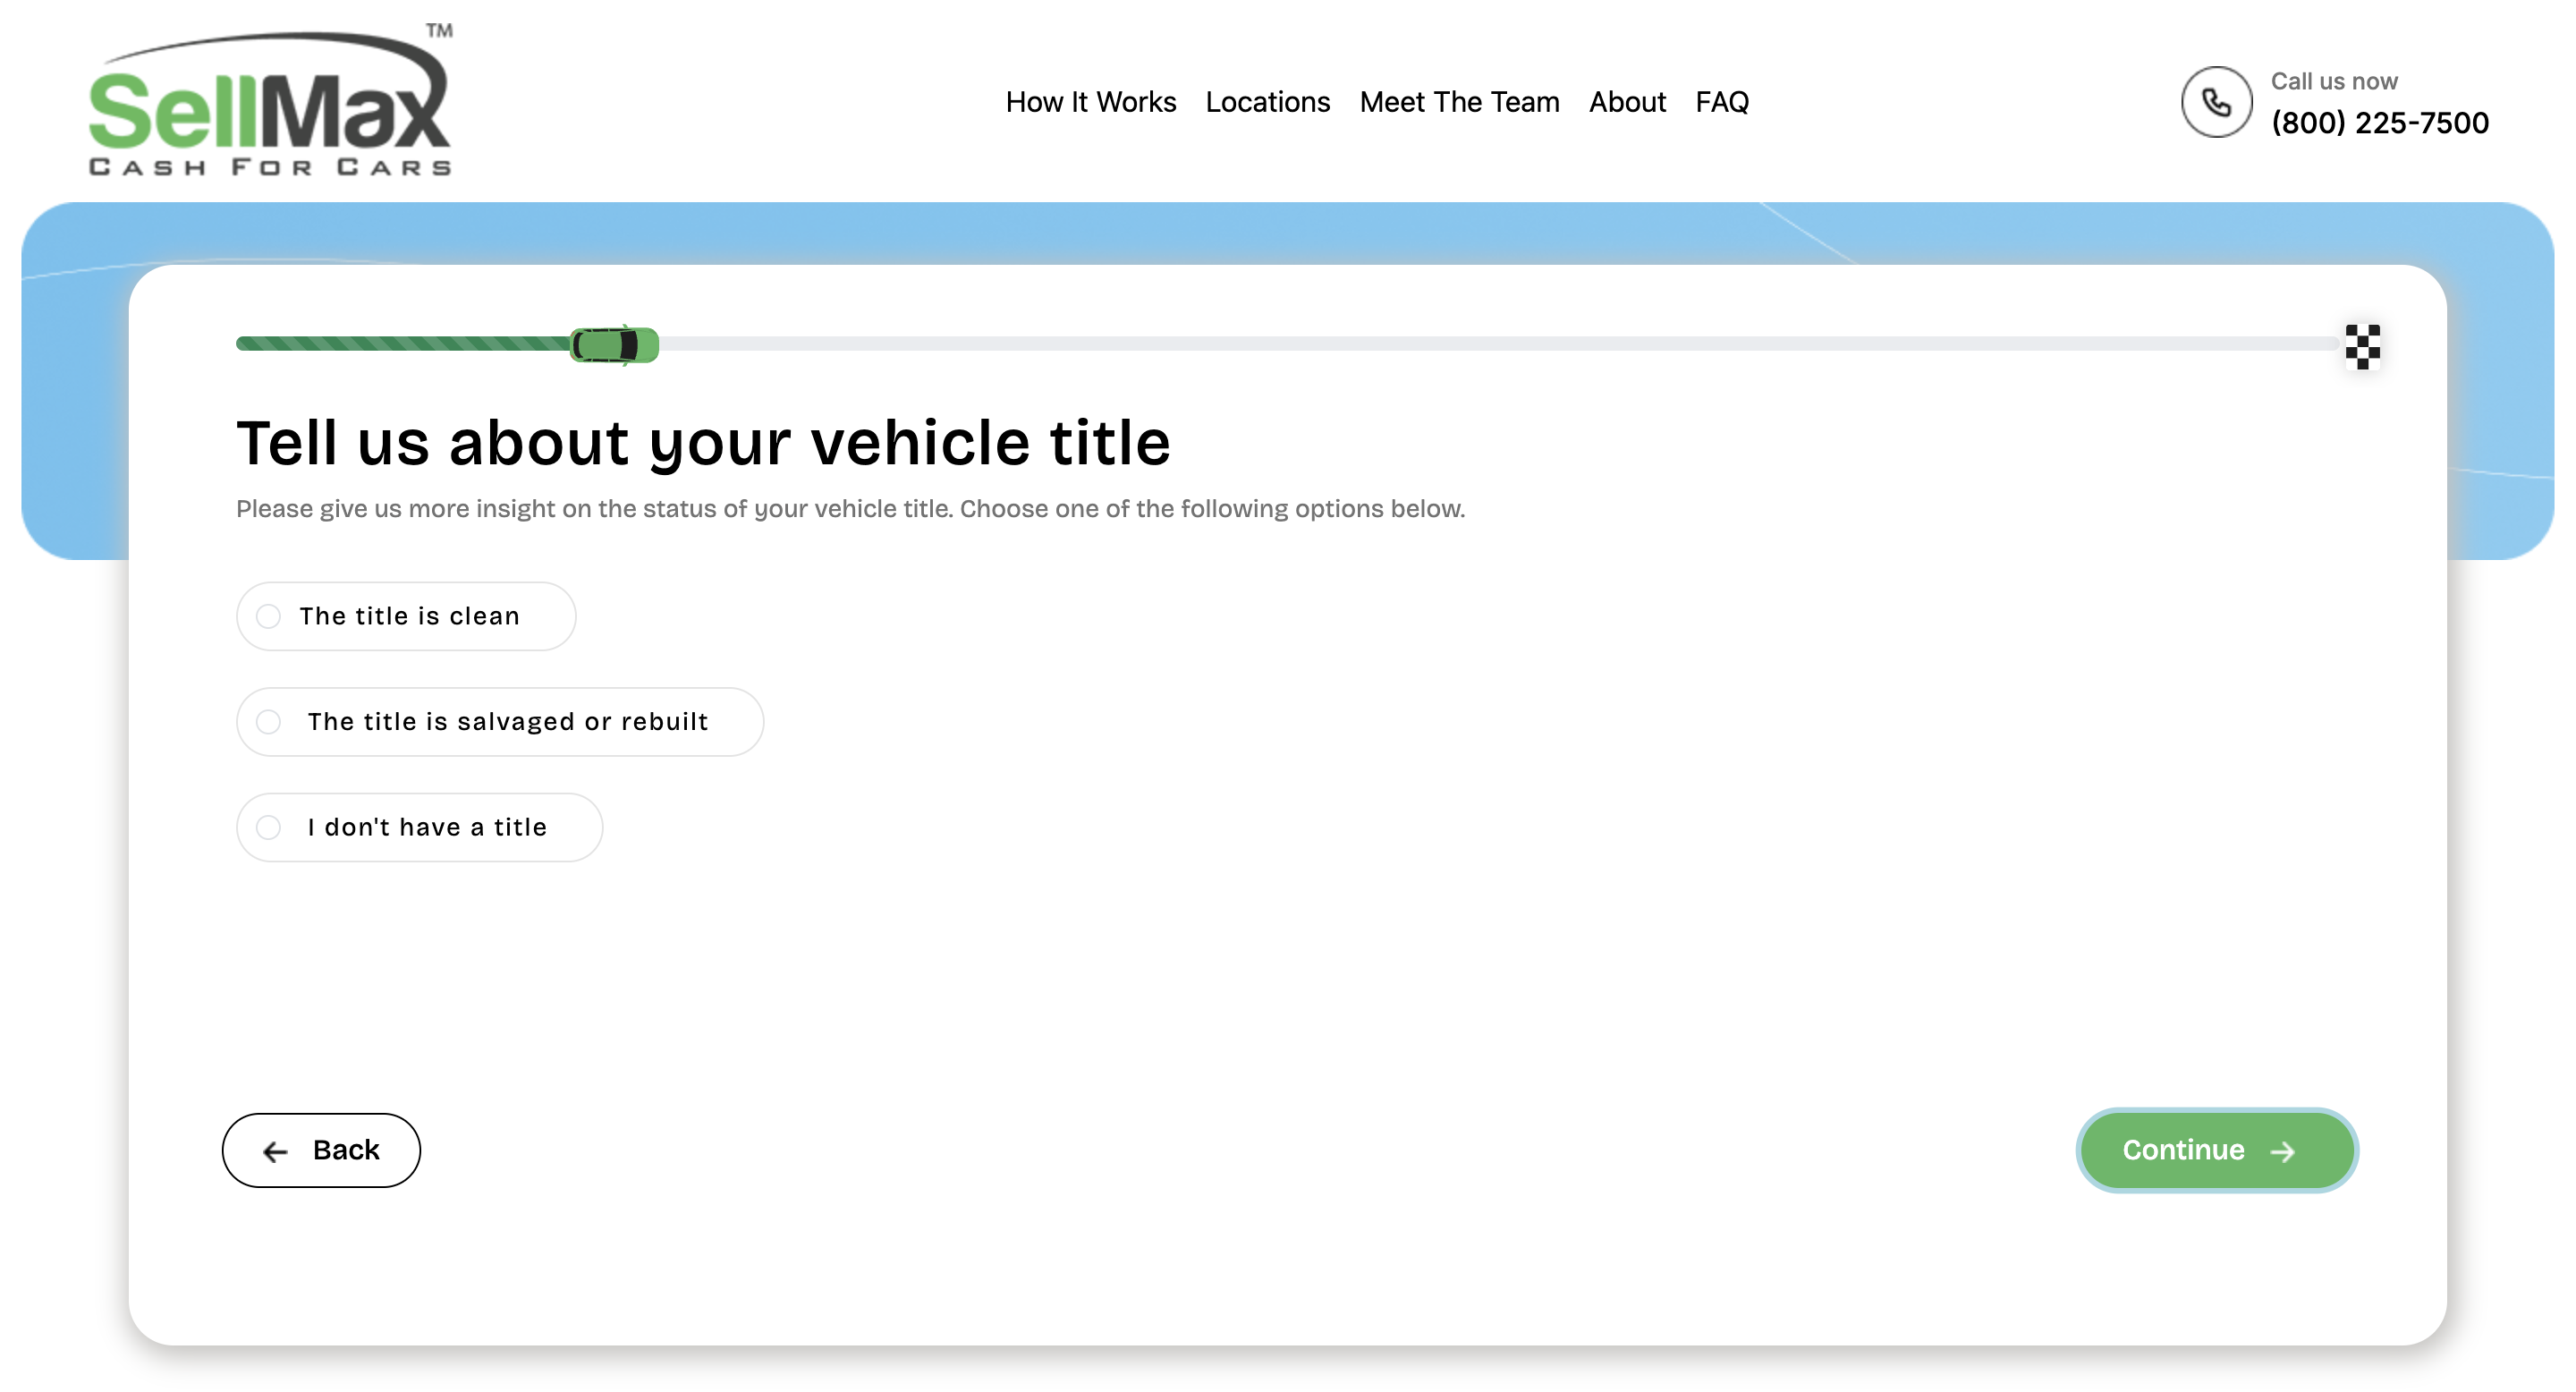 SellMax™
CASH FOR CARS
How It Works Locations Meet The Team About FAQ
Call us now
(800) 225-7500
Tell us about your vehicle title
Please give us more insight on the status of your vehicle title. Choose one of the following options below.
The title is clean
The title is salvaged or rebuilt
I don't have a title
Back
Continue